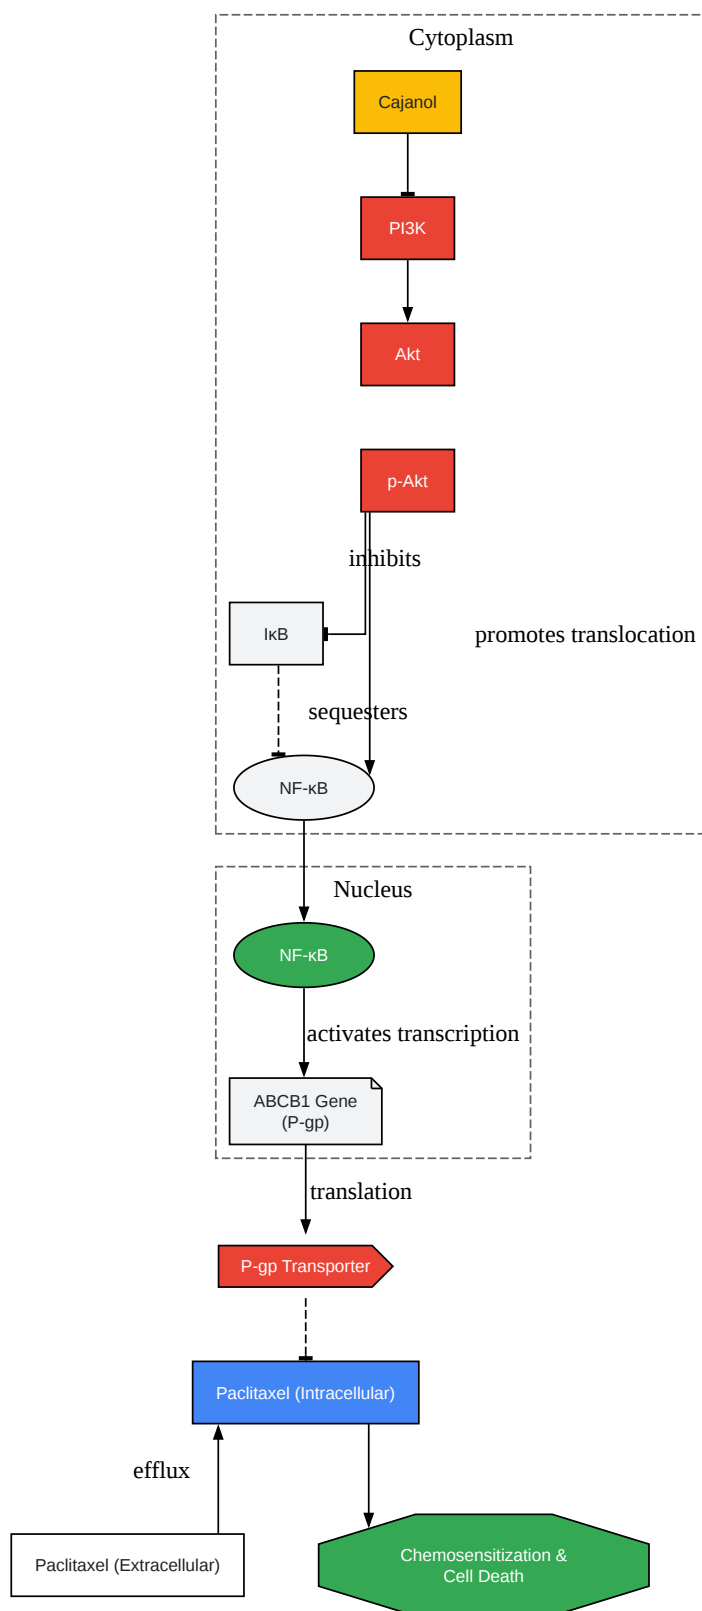 Cytoplasm
Cajanol
PI3K
Akt
p-Akt
inhibits
IκB
promotes translocation
sequesters
NF-κB
Nucleus
NF-κB
activates transcription
ABCB1 Gene
(P-gp)
translation
P-gp Transporter
Paclitaxel (Intracellular)
efflux
Paclitaxel (Extracellular)
Chemosensitization &
Cell Death